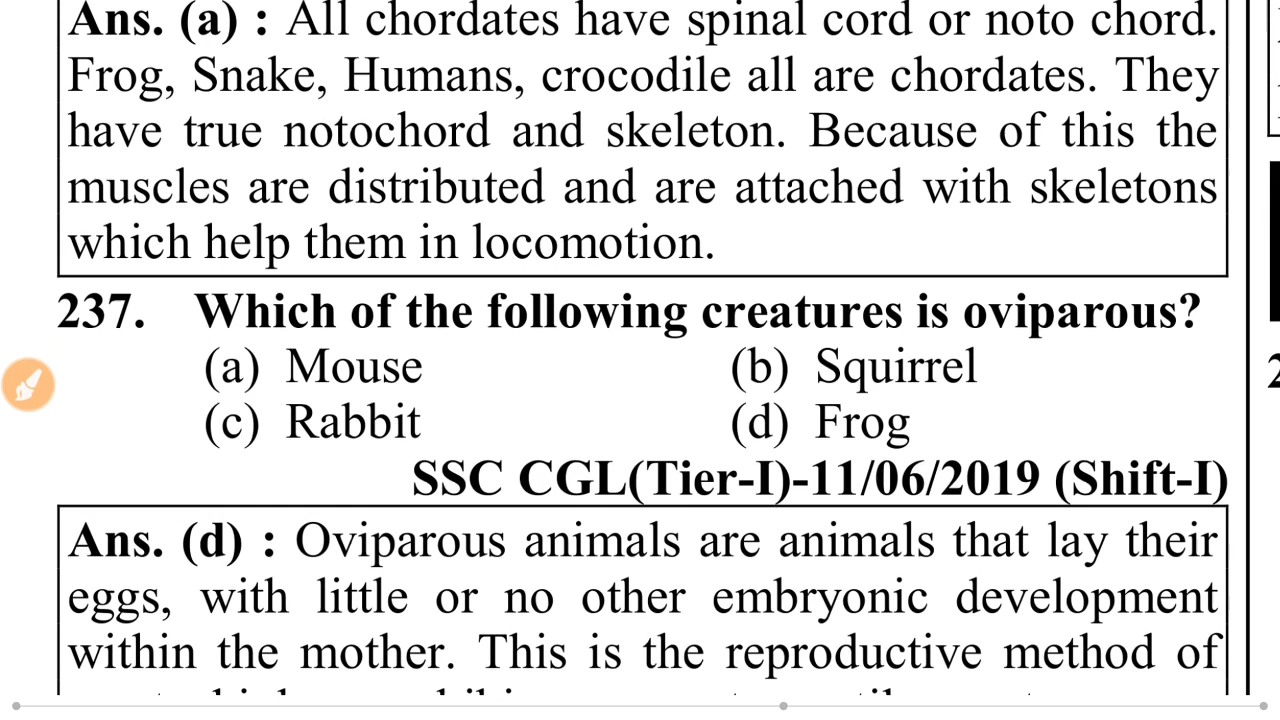 Ans. (a) : All chordates have spinal cord or noto chord.
Frog, Snake, Humans, crocodile all are chordates. They
have true notochord and skeleton. Because of this the
muscles are distributed and are attached with skeletons
which help them in locomotion.
237. Which of the following creatures is oviparous?
(a) Mouse (b) Squirrel
(c) Rabbit (d) Frog
SSC CGL(Tier-I)-11/06/2019 (Shift-I)
Ans. (d) : Oviparous animals are animals that lay their
eggs, with little or no other embryonic development
within the mother. This is the reproductive method of